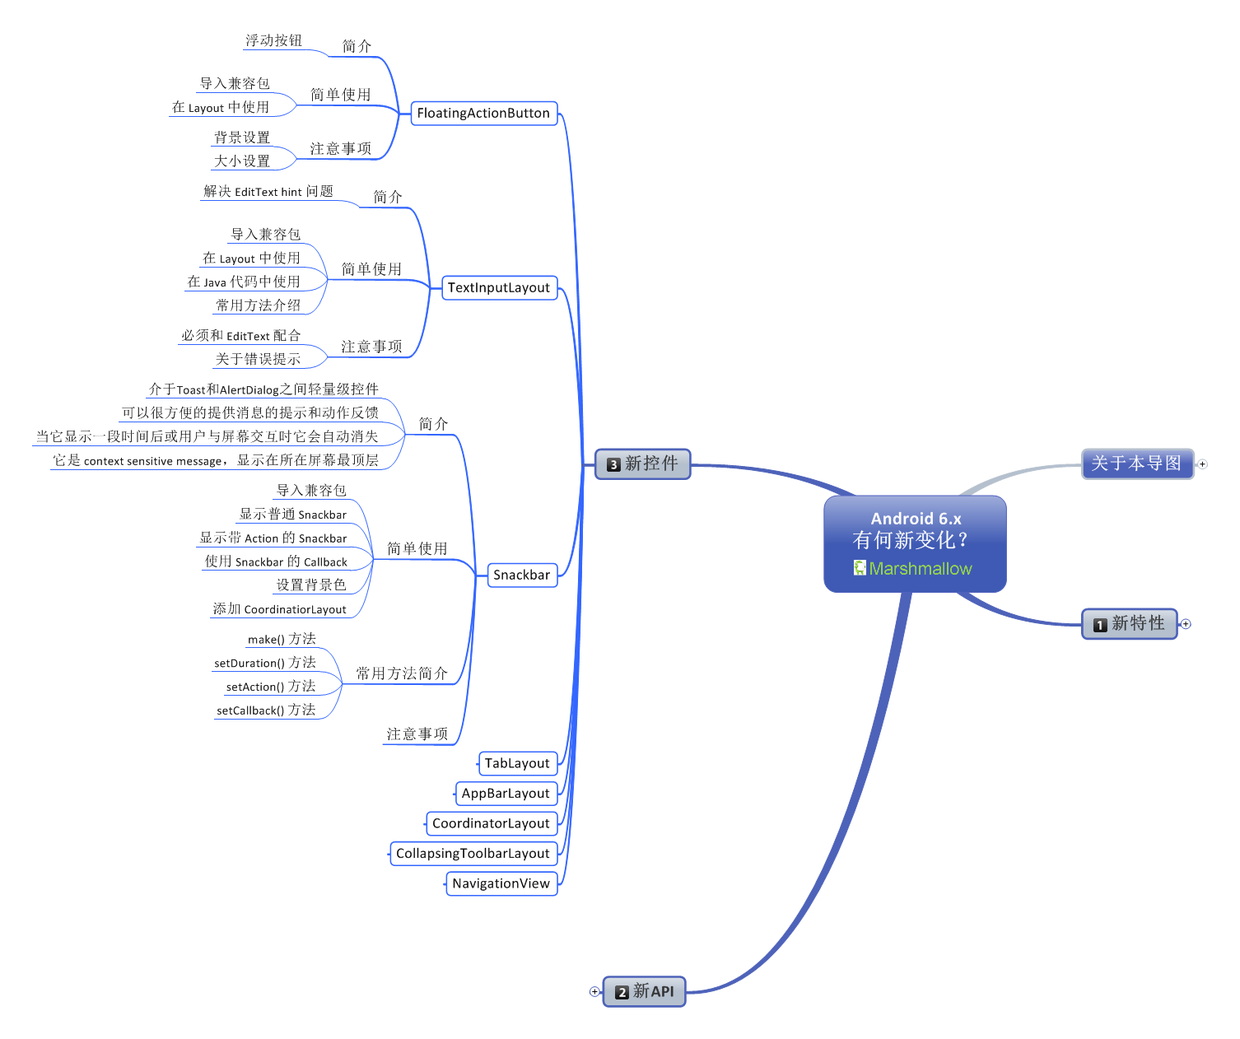 浮动按钮
简介
导入兼容包
在 Layout 中使用
简单使用
背景设置
大小设置
注意事项
FloatingActionButton
解决 EditText hint 问题
简介
导入兼容包
在 Layout 中使用
在 Java 代码中使用
常用方法介绍
简单使用
必须和 EditText 配合
关于错误提示
注意事项
TextInputLayout
介于Toast和AlertDialog之间轻量级控件
可以很方便的提供消息的提示和动作反馈
当它显示一段时间后或用户与屏幕交互时它会自动消失
它是 context sensitive message，显示在所在屏幕最顶层
简介
导入兼容包
显示普通 Snackbar
显示带 Action 的 Snackbar
使用 Snackbar 的 Callback
设置背景色
添加 CoordinatiorLayout
简单使用
make() 方法
setDuration() 方法
setAction() 方法
setCallback() 方法
常用方法简介
注意事项
Snackbar
TabLayout
AppBarLayout
CoordinatorLayout
CollapsingToolbarLayout
NavigationView
3 新控件
2 新API
Android 6.x
有何新变化？
Marshmallow
关于本导图
1 新特性